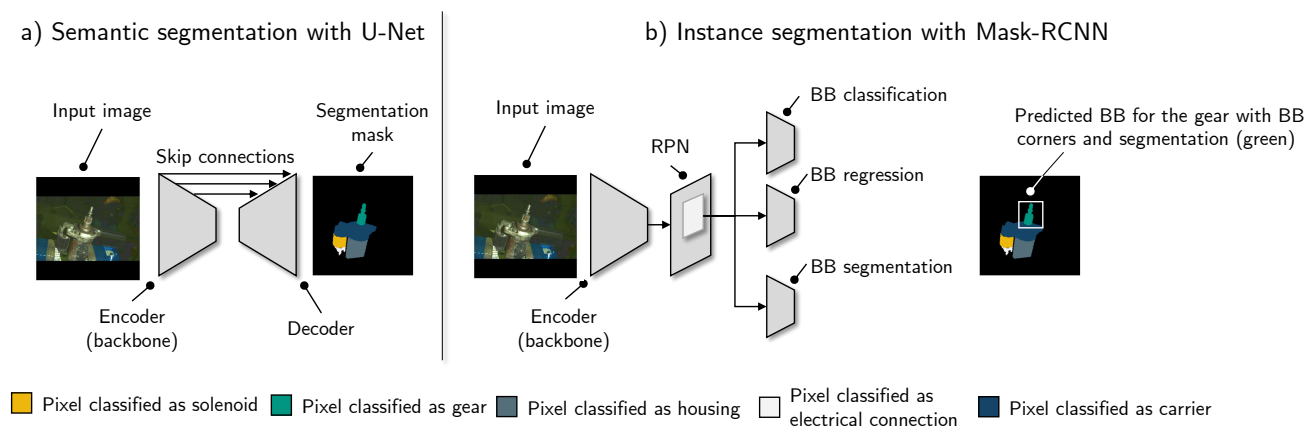 a) Semantic segmentation with U-Net
Input image
Skip connections
Segmentation
mask
Encoder
(backbone)
Decoder
b) Instance segmentation with Mask-RCNN
Input image
Encoder
(backbone)
RPN
BB classification
BB regression
BB segmentation
Predicted BB for the gear with BB
corners and segmentation (green)
Pixel classified as solenoid
Pixel classified as gear
Pixel classified as housing
Pixel classified as
electrical connection
Pixel classified as carrier